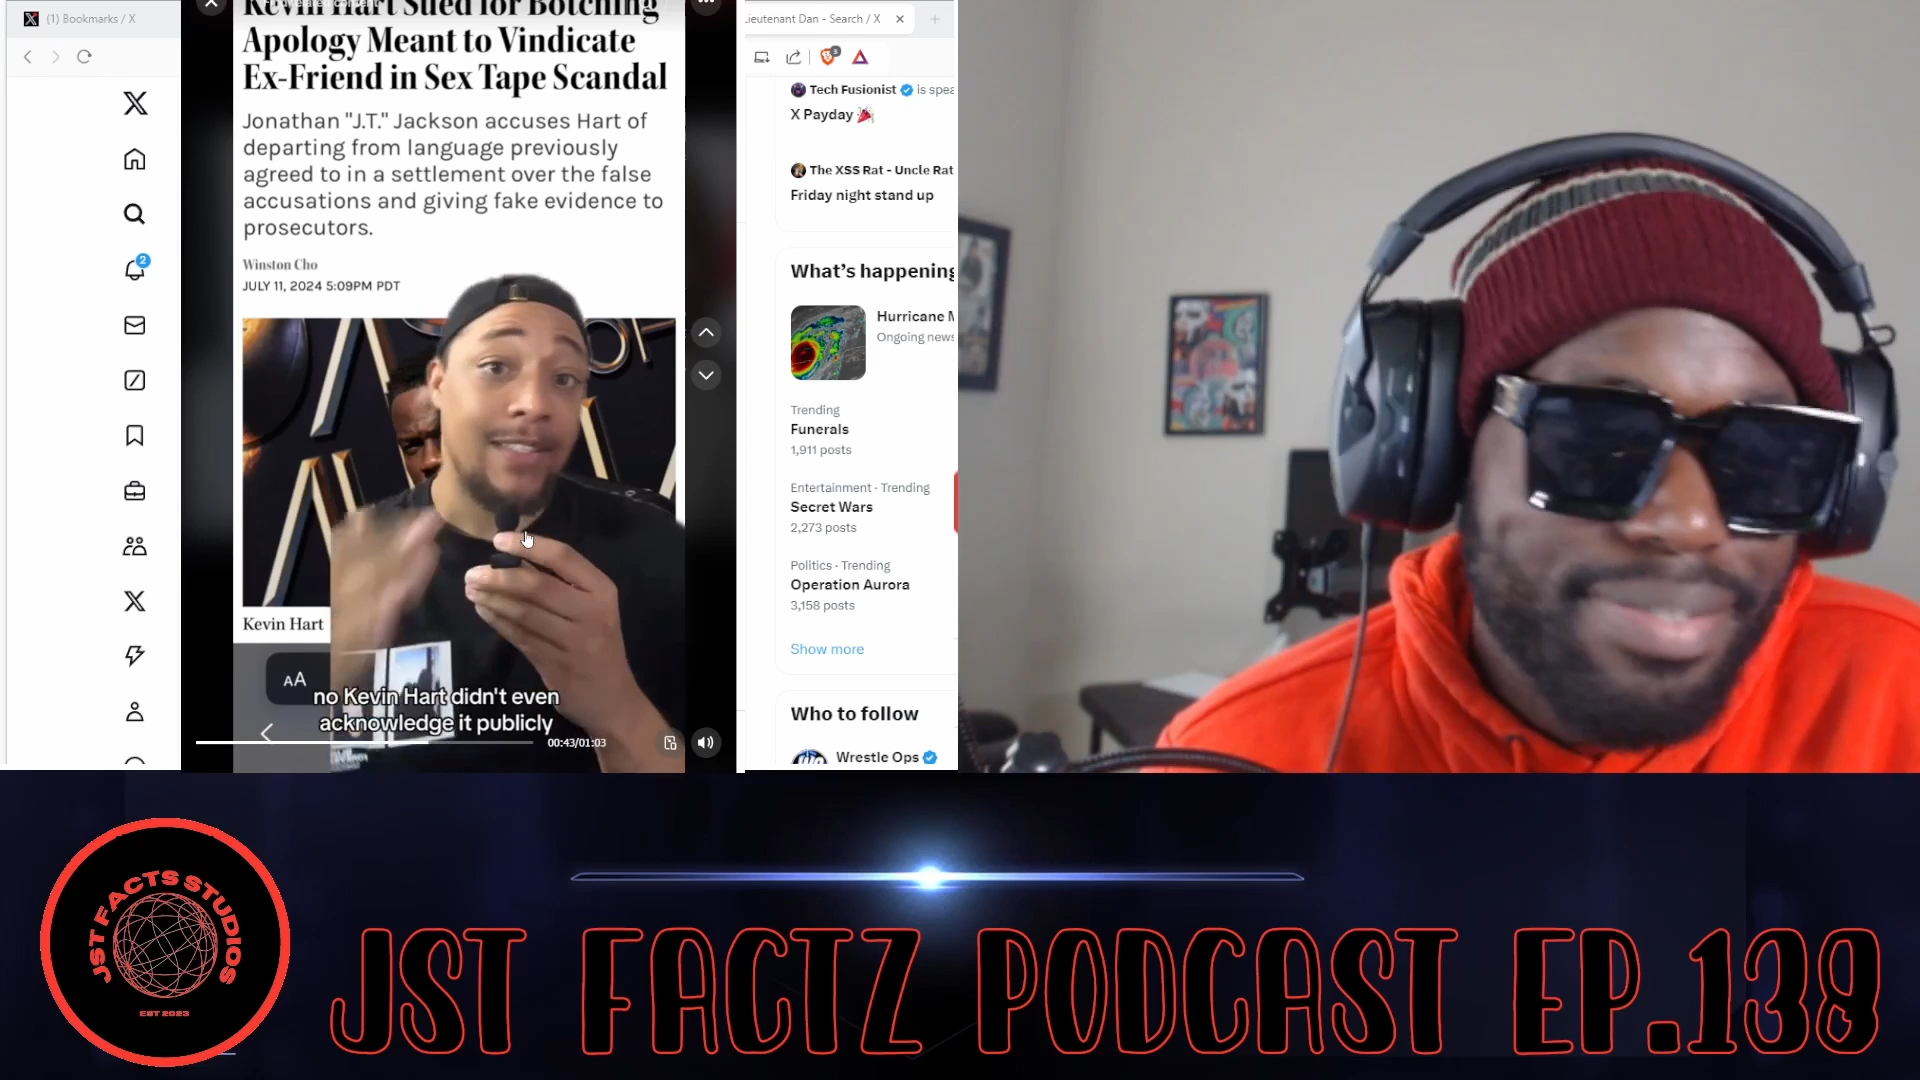 (1) Bookmarks / X
Kevin Hart Sued for Botching
Apology Meant to Vindicate
Ex-Friend in Sex Tape Scandal
Jonathan "J.T." Jackson accuses Hart of
departing from language previously
agreed to in a settlement over the false
accusations and giving fake evidence to
prosecutors.
Winston Cho
JULY 11, 2024 5:09PM PDT
Kevin Hart
AA
no Kevin Hart didn't even
acknowledge it publicly
00:43/01:03
2
ieutenant Dan - Search / X
3
Tech Fusionist is spea
X Payday 🎉
The XSS Rat - Uncle Rat
Friday night stand up
What's happening
Hurricane M
Ongoing news
Trending
Funerals
1,911 posts
Entertainment · Trending
Secret Wars
2,273 posts
Politics · Trending
Operation Aurora
3,158 posts
Show more
Who to follow
Wrestle Ops
JST FACTS STUDIOS
EST 2023
JST FACTZ PODCAST EP.138